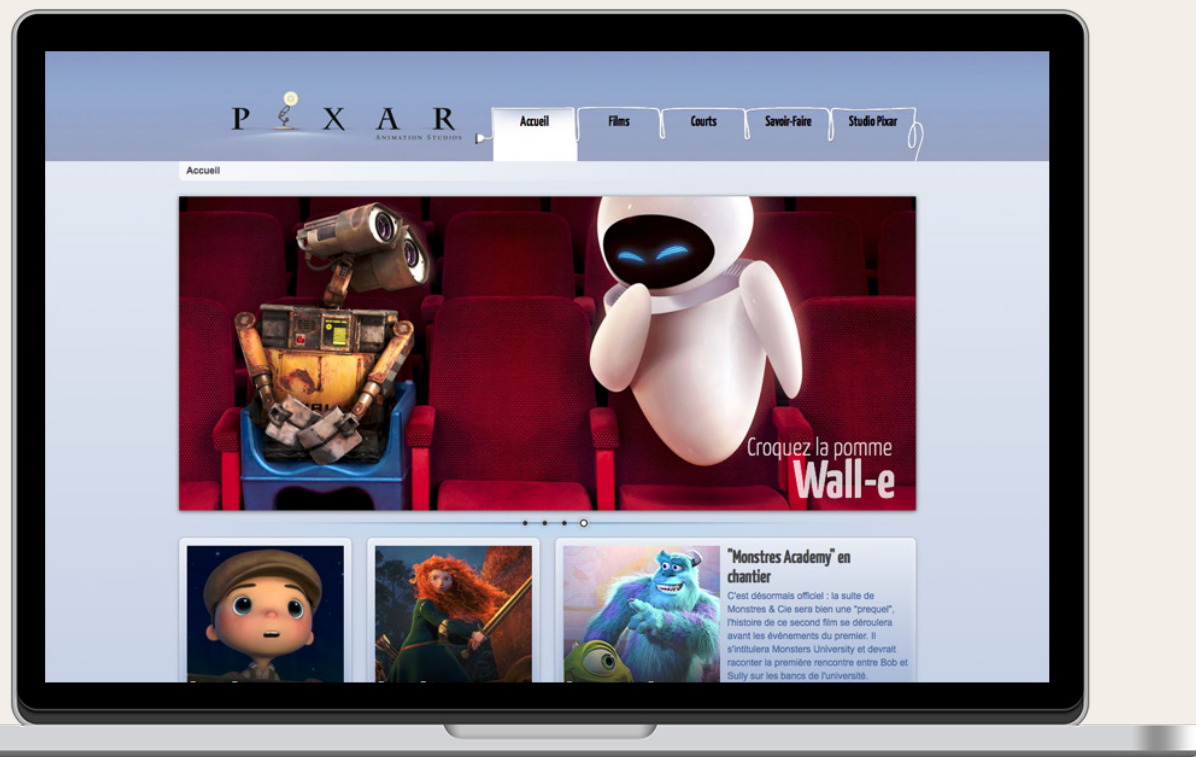 PIXAR
ANIMATION STUDIOS
Accueil
Films
Courts
Savoir-Faire
Studio Pixar
Accueil
Croquez la pomme
Wall-e
"Monstres Academy" en
chantier
C'est désormais officiel : la suite de
Monstres & Cie sera bien une "prequel",
l'histoire de ce second film se déroulera
avant les événements du premier. Il
s'intitulera Monsters University et devrait
raconter la première rencontre entre Bob et
Sully sur les bancs de l'université.